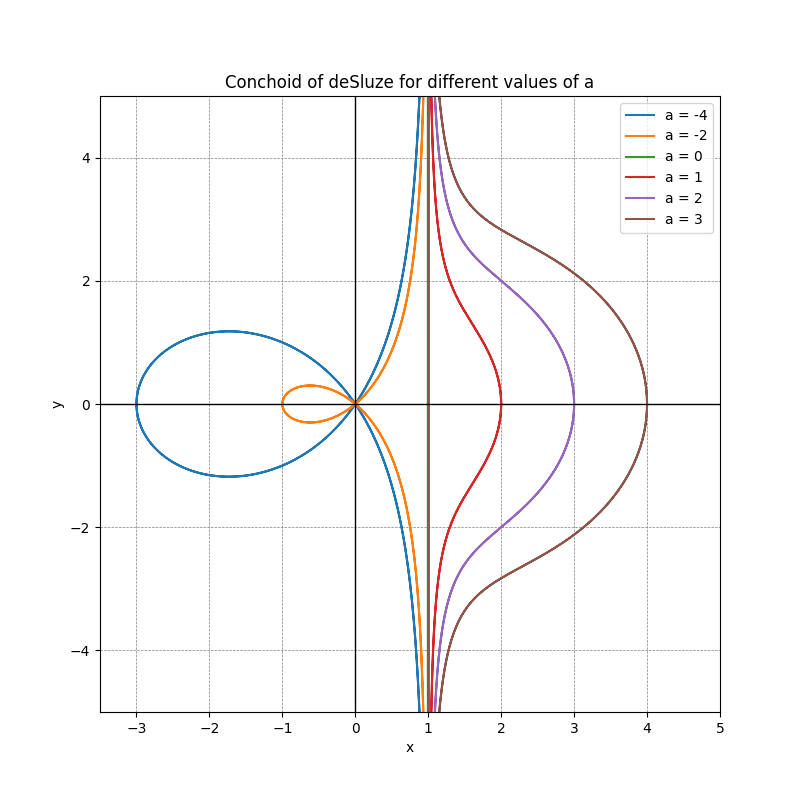 Conchoid of deSluze for different values of a
a = -4
a = -2
a = 0
a = 1
a = 2
a = 3
4
2
0
−2
−4
y
−3 −2 −1 0 1 2 3 4 5
x